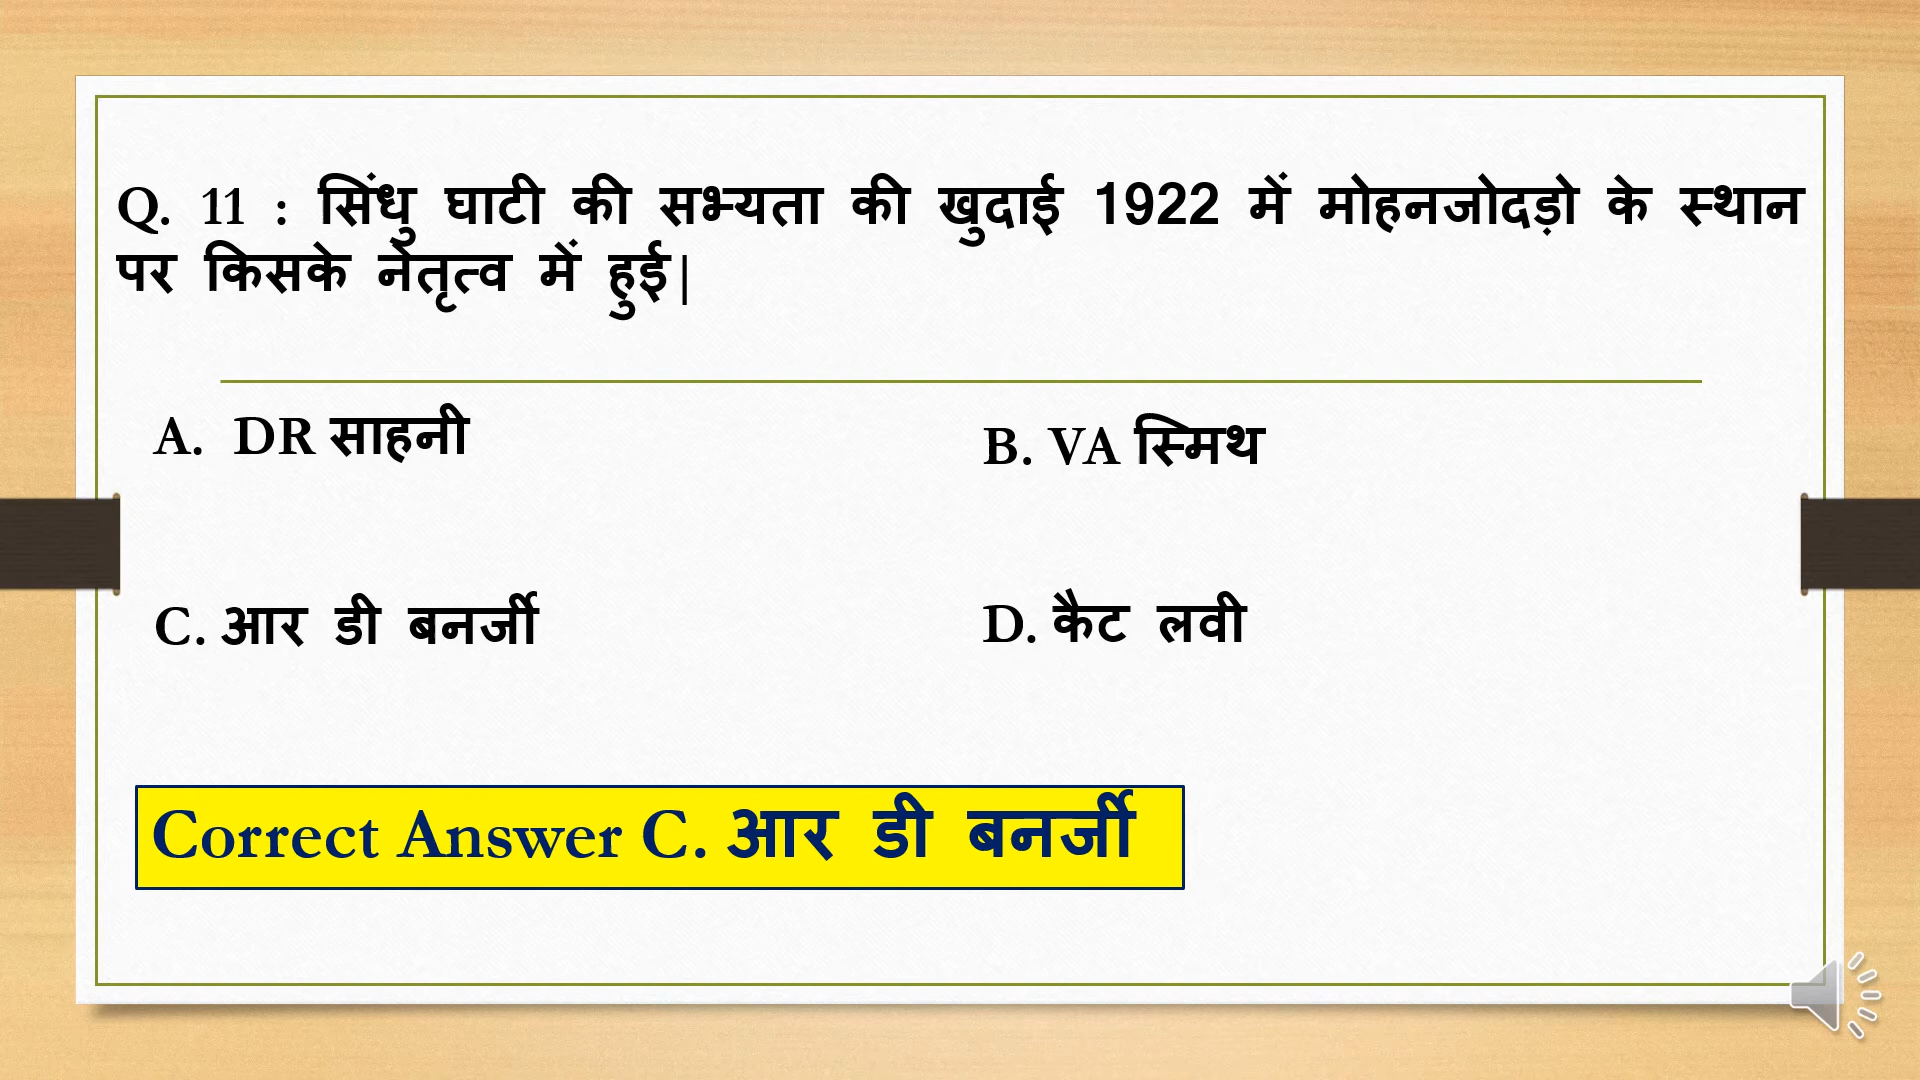 Q. 11 : सिंधु घाटी की सभ्यता की खुदाई 1922 में मोहनजोदड़ो के स्थान
पर किसके नेतृत्व में हुई|
A. DR साहनी
B. VA स्मिथ
C. आर डी बनर्जी
D. कैट लवी
Correct Answer C. आर डी बनर्जी